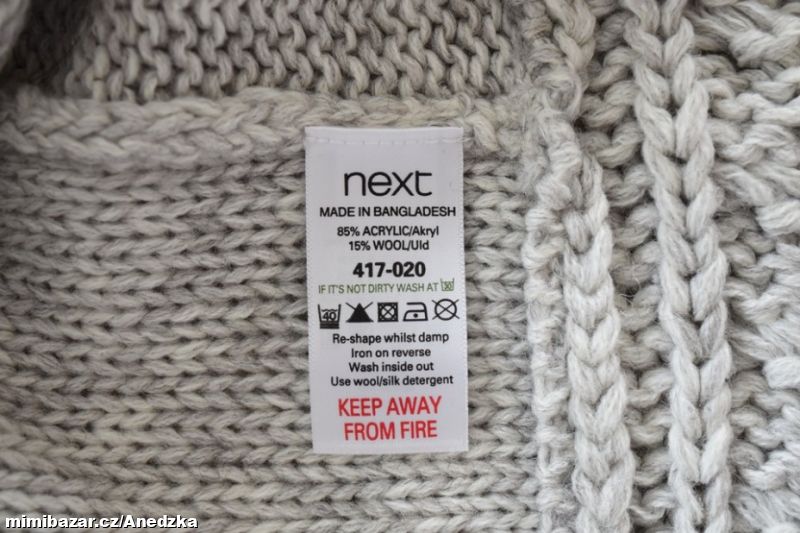 next
MADE IN BANGLADESH
85% ACRYLIC/Akryl
15% WOOL/Uld
417-020
IF IT'S NOT DIRTY WASH AT 30
40
Re-shape whilst damp
Iron on reverse
Wash inside out
Use wool/silk detergent
KEEP AWAY
FROM FIRE
mimibazar.cz/Anedzka